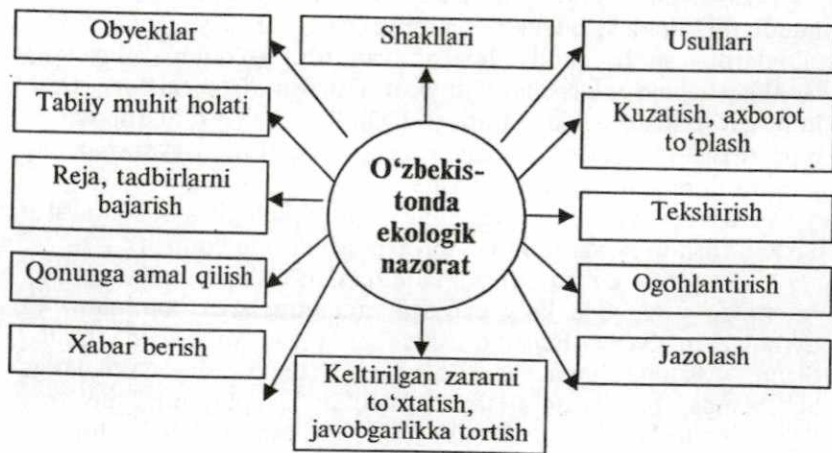 Obyektlar
Shakllari
Usullari
Tabiiy muhit holati
Kuzatish, axborot
to‘plash
Reja, tadbirlarni
bajarish
O‘zbekis-
tonda
ekologik
nazorat
Tekshirish
Qonunga amal qilish
Ogohlantirish
Xabar berish
Keltirilgan zararni
to‘xtatish,
javobgarlikka tortish
Jazolash